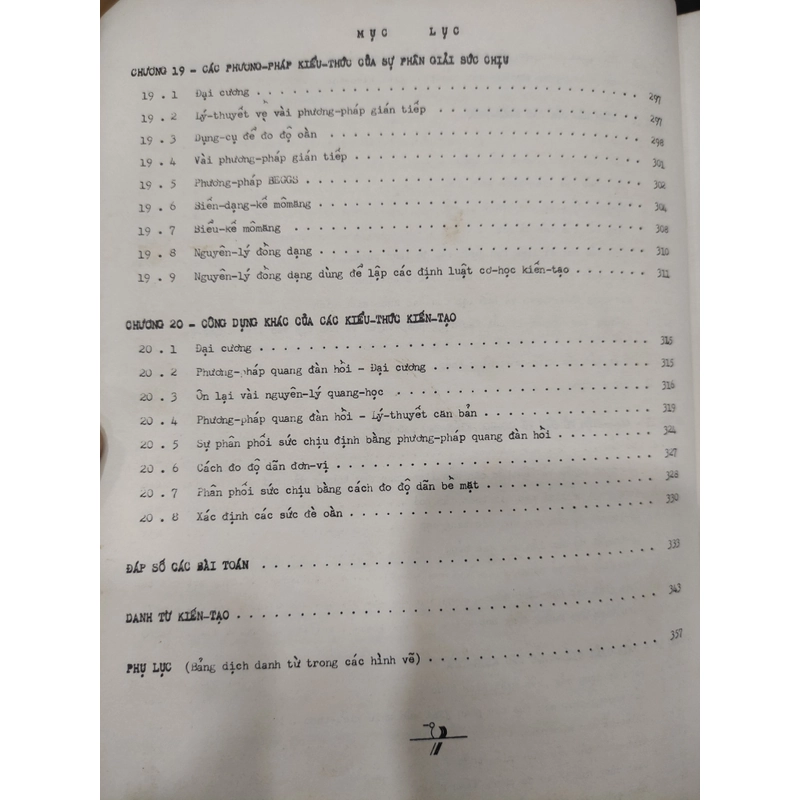 MỤC LỤC
CHƯƠNG 19 - CÁC PHƯƠNG-PHÁP KIỂU-THỨC CỦA SỰ PHÂN GIẢI SỨC CHỊU
19.1 Đại cương 297
19.2 Lý-thuyết về vài phương-pháp gián tiếp 297
19.3 Dụng-cụ để đo độ oằn 298
19.4 Vài phương-pháp gián tiếp 301
19.5 Phương-pháp BEGGS 302
19.6 Biến-dạng-kế mômăng 304
19.7 Biểu-kế mômăng 308
19.8 Nguyên-lý đồng dạng 310
19.9 Nguyên-lý đồng dạng dùng để lập các định luật cơ-học kiến-tạo 311
CHƯƠNG 20 - CÔNG DỤNG KHÁC CỦA CÁC KIỂU-THỨC KIẾN-TẠO
20.1 Đại cương 315
20.2 Phương-pháp quang đàn hồi - Đại cương 315
20.3 Ôn lại vài nguyên-lý quang-học 316
20.4 Phương-pháp quang đàn hồi - Lý-thuyết căn bản 319
20.5 Sự phân phối sức chịu định bằng phương-pháp quang đàn hồi 324
20.6 Cách đo độ dãn đơn-vị 327
20.7 Phân phối sức chịu bằng cách đo độ dãn bề mặt 328
20.8 Xác định các sức đè oằn 330
ĐÁP SỐ CÁC BÀI TOÁN 333
DANH TỪ KIẾN-TẠO 343
PHỤ LỤC (Bảng dịch danh từ trong các hình vẽ) 357